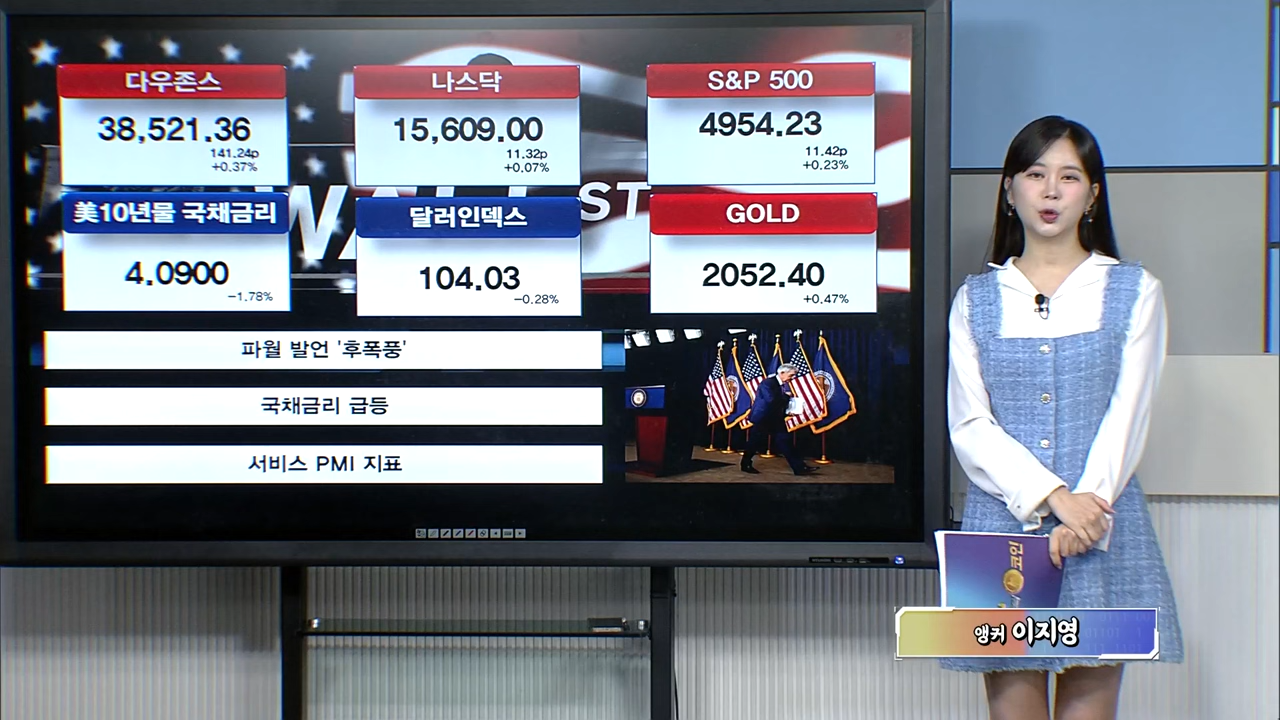 다우존스
38,521.36
141.24p
+0.37%
나스닥
15,609.00
11.32p
+0.07%
S&P 500
4954.23
11.42p
+0.23%
WALL ST
美10년물 국채금리
4.0900
-1.78%
달러인덱스
104.03
-0.28%
GOLD
2052.40
+0.47%
파월 발언 '후폭풍'
국채금리 급등
서비스 PMI 지표
코인
앵커 이지영